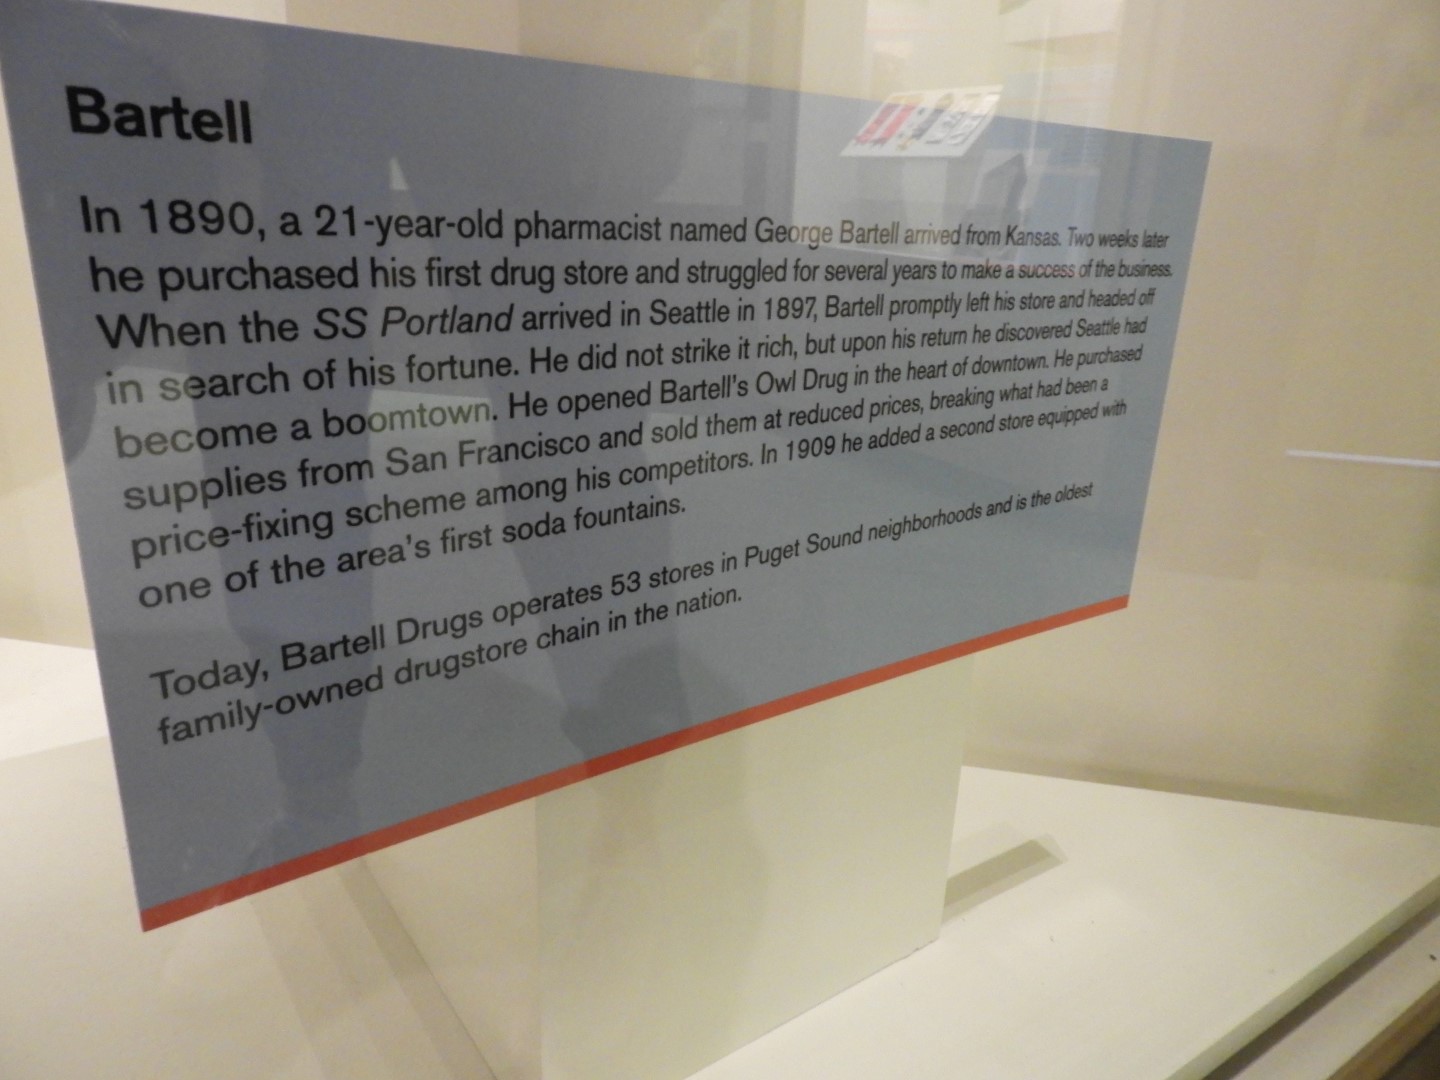 Bartell
In 1890, a 21-year-old pharmacist named George Bartell arrived from Kansas. Two weeks later
he purchased his first drug store and struggled for several years to make a success of the business.
When the SS Portland arrived in Seattle in 1897, Bartell promptly left his store and headed off
in search of his fortune. He did not strike it rich, but upon his return he discovered Seattle had
become a boomtown. He opened Bartell's Owl Drug in the heart of downtown. He purchased
supplies from San Francisco and sold them at reduced prices, breaking what had been a
price-fixing scheme among his competitors. In 1909 he added a second store equipped with
one of the area's first soda fountains.
Today, Bartell Drugs operates 53 stores in Puget Sound neighborhoods and is the oldest
family-owned drugstore chain in the nation.